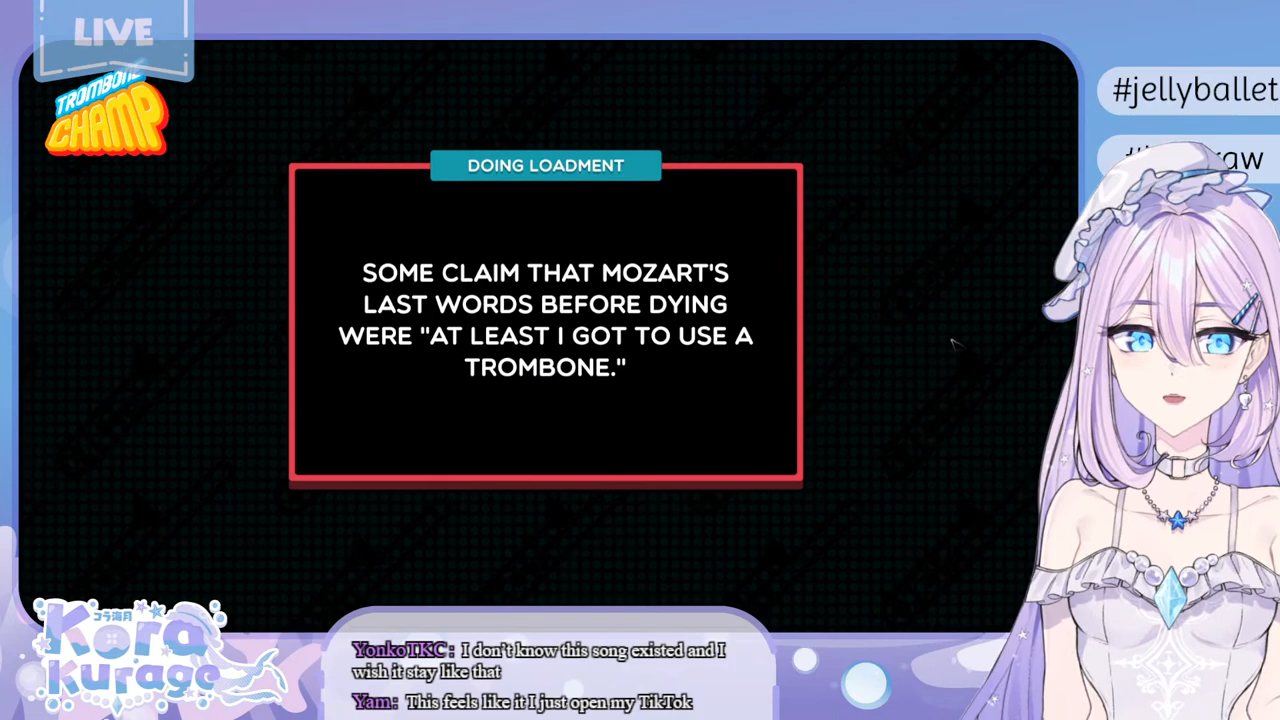 LIVE
TROMBONE
CHAMP
#jellyballet
DOING LOADMENT
SOME CLAIM THAT MOZART'S
LAST WORDS BEFORE DYING
WERE "AT LEAST I GOT TO USE A
TROMBONE."
コラ海月
Kora
Kurage
YonkoTKC: I don't know this song existed and I
wish it stay like that
Yam: This feels like it I just open my TikTok